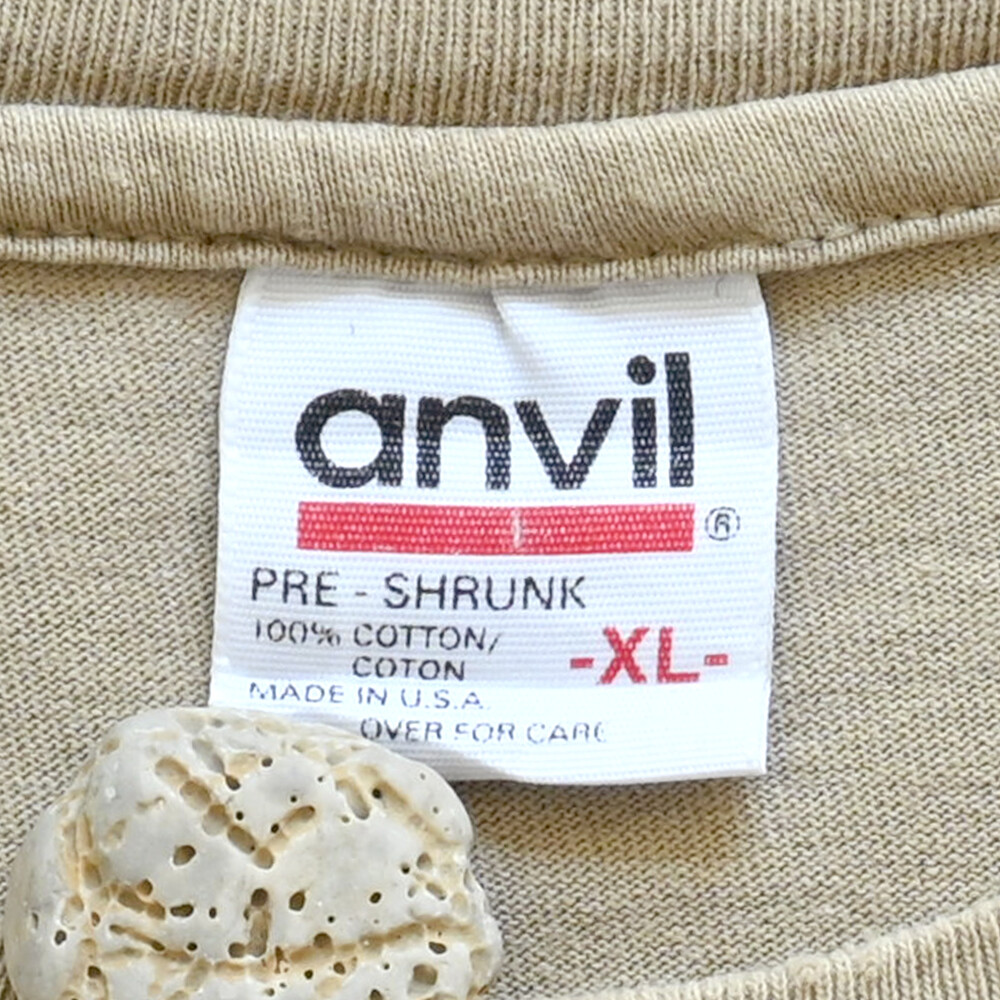 anvil
®
PRE - SHRUNK
100% COTTON/
COTON
-XL-
MADE IN U.S.A.
OVER FOR CARE